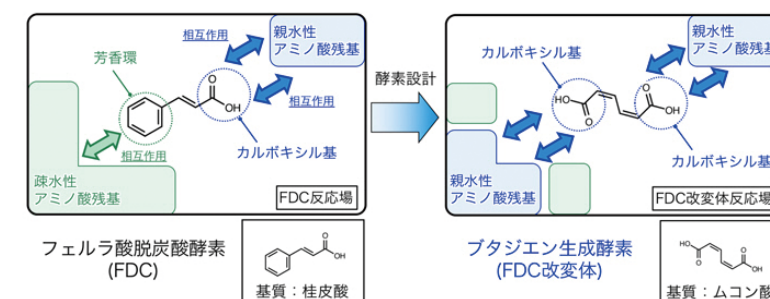 相互作用
親水性
アミノ酸残基
芳香環
O
OH
相互作用
相互作用
カルボキシル基
疎水性
アミノ酸残基
FDC反応場
フェルラ酸脱炭酸酵素
(FDC)
O
OH
基質：桂皮酸
酵素設計
親水性
アミノ酸残基
カルボキシル基
HO
O
O
OH
カルボキシル基
親水性
アミノ酸残基
FDC改変体反応場
ブタジエン生成酵素
(FDC改変体)
HO
O
O
OH
基質：ムコン酸